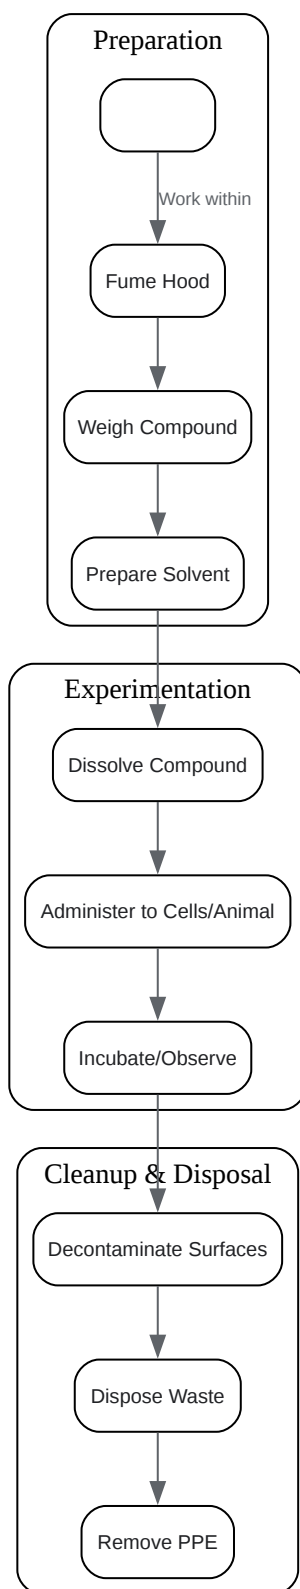 Preparation
Work within
Fume Hood
Weigh Compound
Prepare Solvent
Experimentation
Dissolve Compound
Administer to Cells/Animal
Incubate/Observe
Cleanup & Disposal
Decontaminate Surfaces
Dispose Waste
Remove PPE